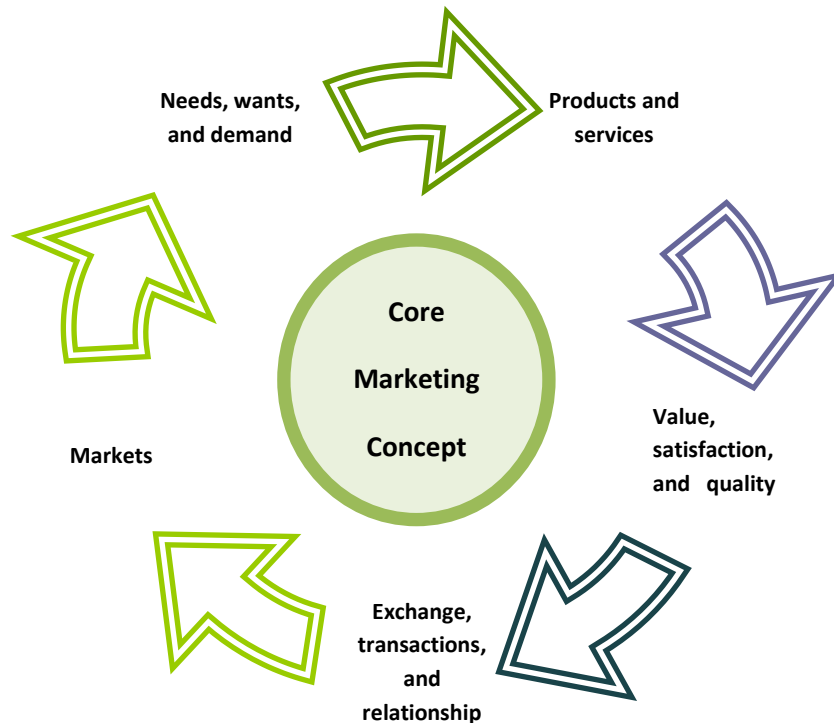 Needs, wants,
and demand
Products and
services
Core
Marketing
Concept
Value,
satisfaction,
and quality
Markets
Exchange,
transactions,
and
relationship